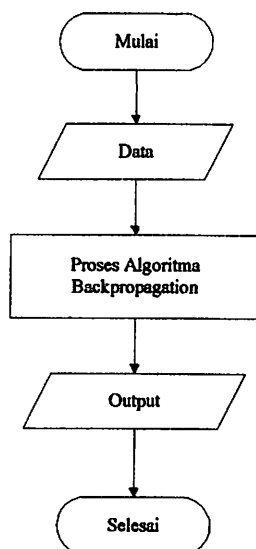 Mulai
Data
Proses Algoritma
Backpropagation
Output
Selesai